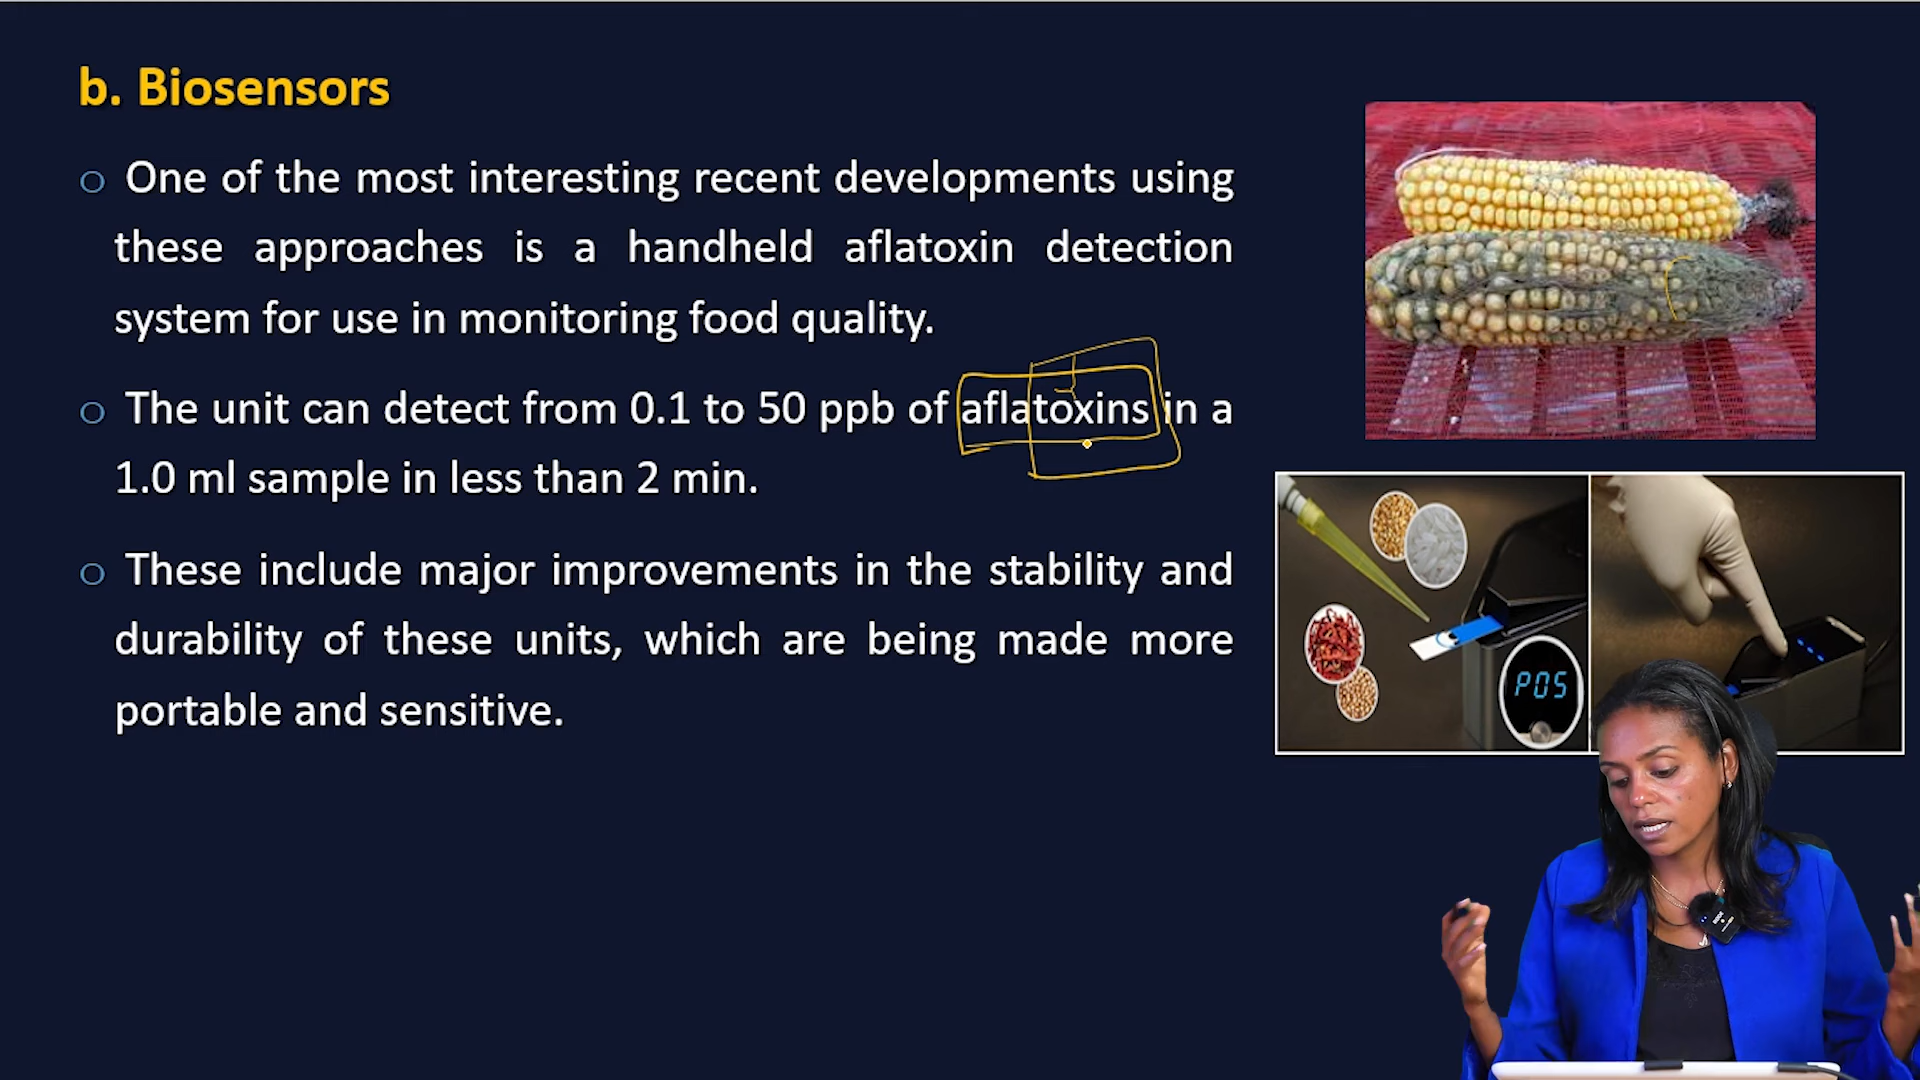 b. Biosensors
o One of the most interesting recent developments using
these approaches is a handheld aflatoxin detection
system for use in monitoring food quality.
o The unit can detect from 0.1 to 50 ppb of aflatoxins in a
1.0 ml sample in less than 2 min.
o These include major improvements in the stability and
durability of these units, which are being made more
portable and sensitive.
POS